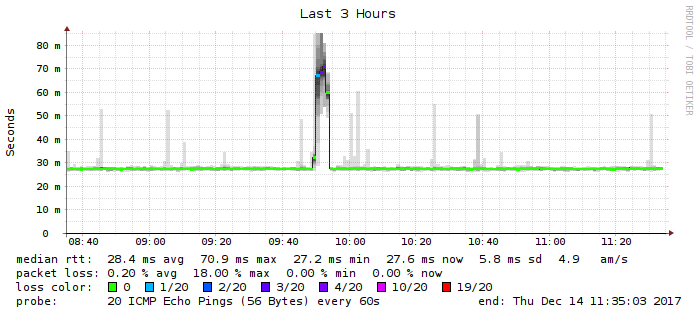 Last 3 Hours
RRDTOOL / TOBI OETIKER
Seconds
80 m
70 m
60 m
50 m
40 m
30 m
20 m
10 m
0
08:40 09:00 09:20 09:40 10:00 10:20 10:40 11:00 11:20
median rtt: 28.4 ms avg 70.9 ms max 27.2 ms min 27.6 ms now 5.8 ms sd 4.9 am/s
packet loss: 0.20 % avg 18.00 % max 0.00 % min 0.00 % now
loss color: 0 1/20 2/20 3/20 4/20 10/20 19/20
probe: 20 ICMP Echo Pings (56 Bytes) every 60s end: Thu Dec 14 11:35:03 2017